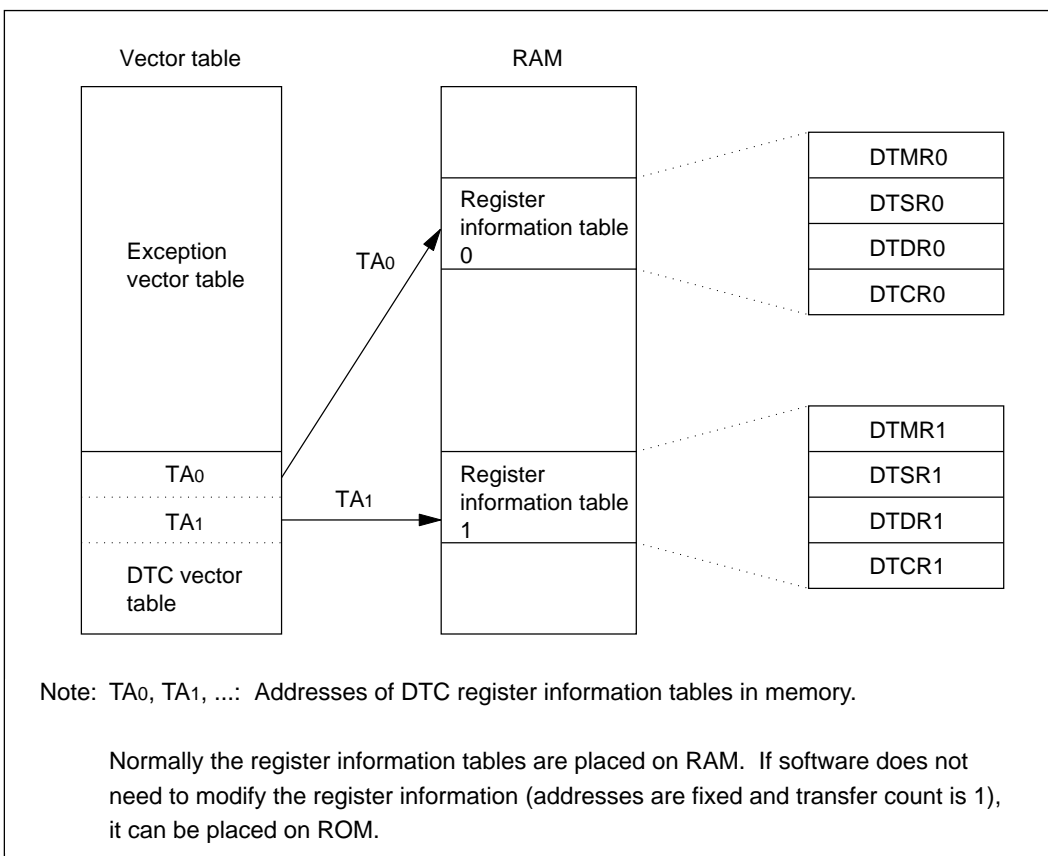 Vector table
RAM
Exception
vector table
TA0
TA1
DTC vector
table
TA0
TA1
Register
information table
0
Register
information table
1
DTMR0
DTSR0
DTDR0
DTCR0
DTMR1
DTSR1
DTDR1
DTCR1
Note: TA0, TA1, ...: Addresses of DTC register information tables in memory.
Normally the register information tables are placed on RAM. If software does not
need to modify the register information (addresses are fixed and transfer count is 1),
it can be placed on ROM.